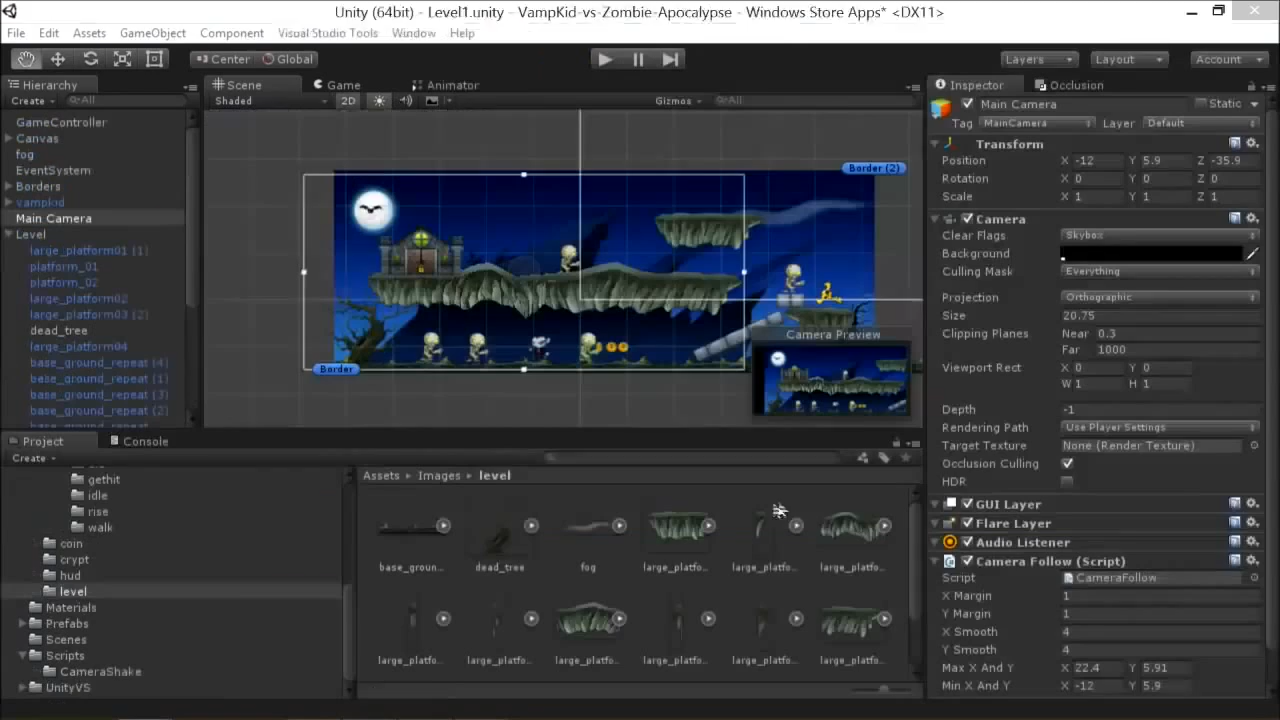 Unity (64bit) - Level1.unity - VampKid-vs-Zombie-Apocalypse - Windows Store Apps* <DX11>
File Edit Assets GameObject Component Visual Studio Tools Window Help
Center Global Layers Layout Account
Hierarchy
Create All
GameController
Canvas
fog
EventSystem
Borders
vampkid
Main Camera
Level
large_platform01 (1)
platform_01
platform_02
large_platform02
large_platform03 (2)
dead_tree
large_platform04
base_ground_repeat (4)
base_ground_repeat (1)
base_ground_repeat (3)
base_ground_repeat (2)
Scene Game Animator
Shaded 2D Gizmos All
Border (2)
Border
Camera Preview
Inspector Occlusion
Main Camera Static
Tag MainCamera Layer Default
Transform
Position X -12 Y 5.9 Z -35.9
Rotation X 0 Y 0 Z 0
Scale X 1 Y 1 Z 1
Camera
Clear Flags Skybox
Background
Culling Mask Everything
Projection Orthographic
Size 20.75
Clipping Planes Near 0.3
Far 1000
Viewport Rect X 0 Y 0
W 1 H 1
Depth -1
Rendering Path Use Player Settings
Target Texture None (Render Texture)
Occlusion Culling
HDR
GUI Layer
Flare Layer
Audio Listener
Camera Follow (Script)
Script CameraFollow
X Margin 1
Y Margin 1
X Smooth 4
Y Smooth 4
Max X And Y X 22.4 Y 5.91
Min X And Y X -12 Y 5.9
Project Console
Create
gethit
idle
rise
walk
coin
crypt
hud
level
Materials
Prefabs
Scenes
Scripts
CameraShake
UnityVS
Assets Images level
base_groun... dead_tree fog large_platfo... large_platfo... large_platfo...
large_platfo... large_platfo... large_platfo... large_platfo... large_platfo... large_platfo...